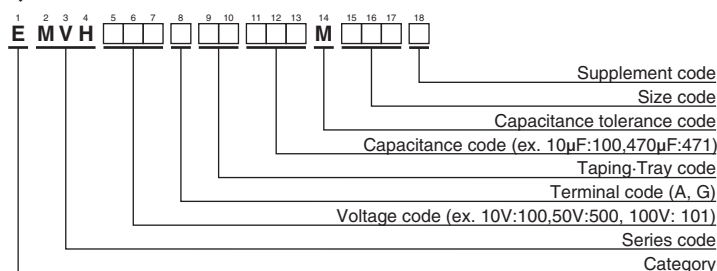 1 2 3 4 5 6 7 8 9 10 11 12 13 14 15 16 17 18
E MVH □□□ □ □□ □□□ M □□□ □
Supplement code
Size code
Capacitance tolerance code
Capacitance code (ex. 10μF:100,470μF:471)
Taping·Tray code
Terminal code (A, G)
Voltage code (ex. 10V:100,50V:500, 100V: 101)
Series code
Category